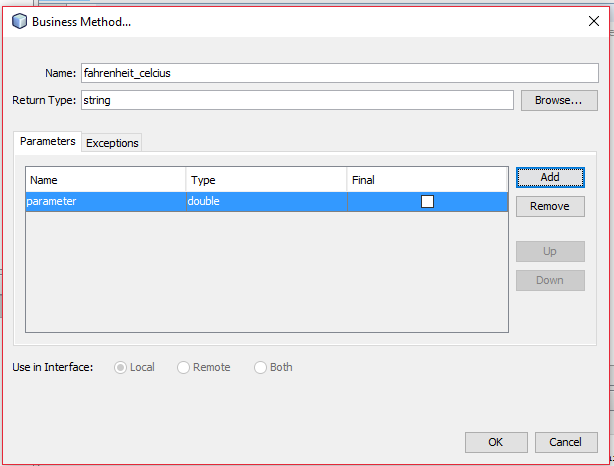 Business Method...
Name: fahrenheit_celcius
Return Type: string Browse...
Parameters Exceptions
Name Type Final Add
parameter double
Remove
Up
Down
Use in Interface: Local Remote Both
OK Cancel